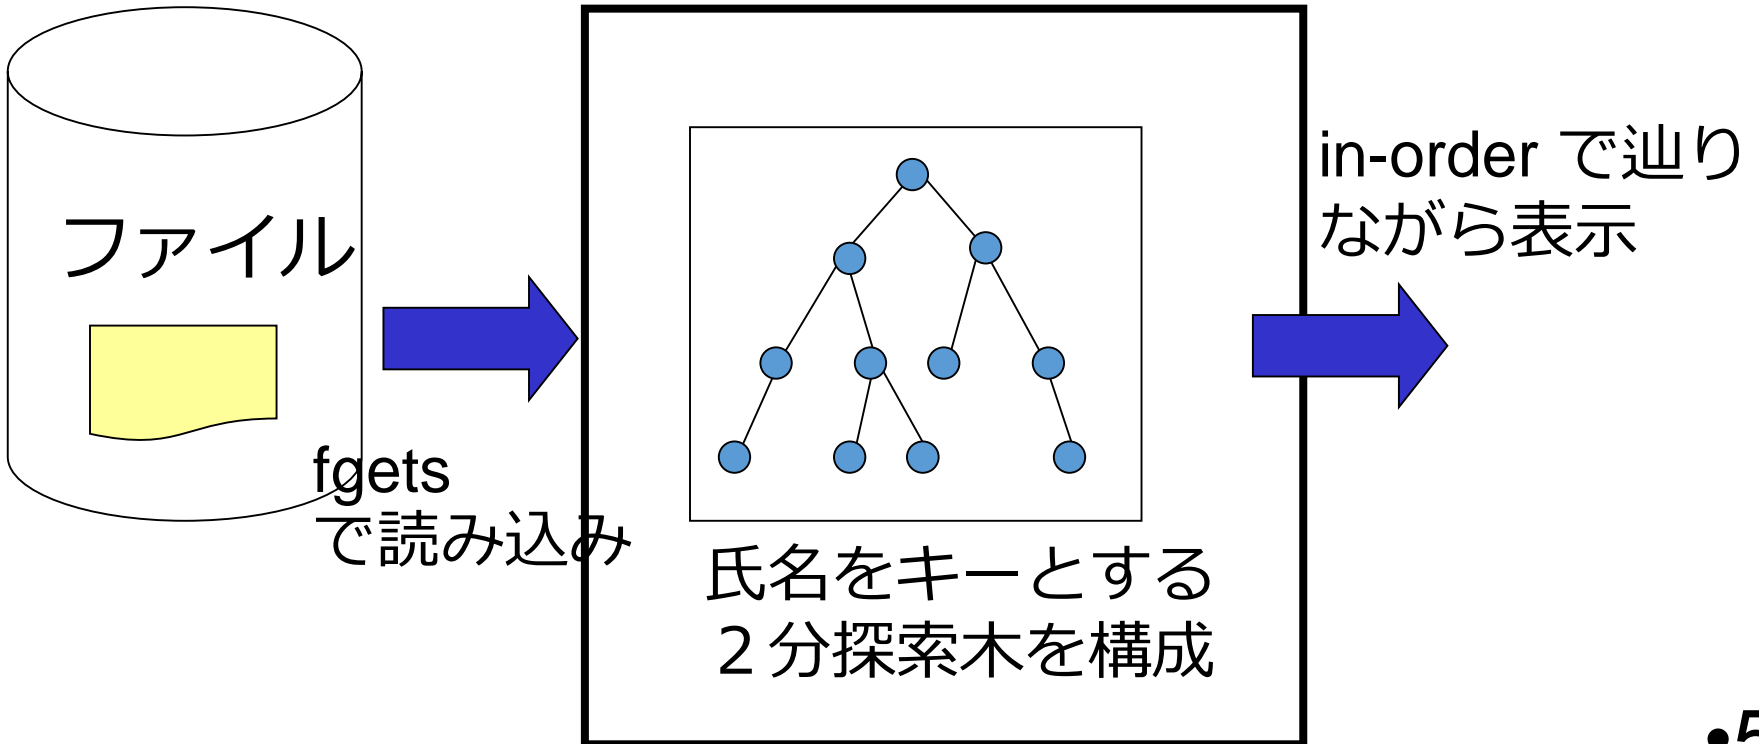 ファイル
fgets
で読み込み
氏名をキーとする
２分探索木を構成
in-order で辿り
ながら表示
•5